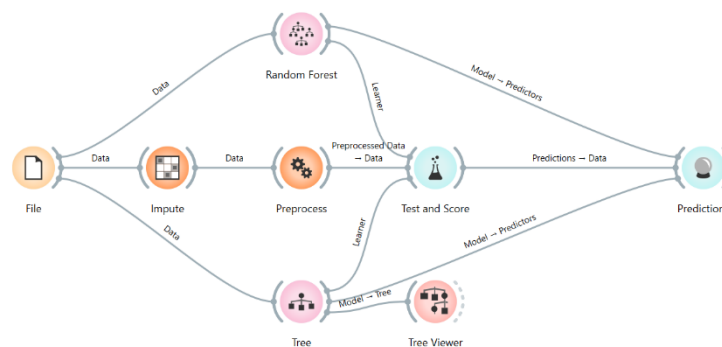 Random Forest
Data
Model → Predictors
Learner
Data
Data
Preprocessed Data
→ Data
Predictions → Data
File
Impute
Preprocess
Test and Score
Prediction
Data
Learner
Model → Predictors
Model → Tree
Tree
Tree Viewer